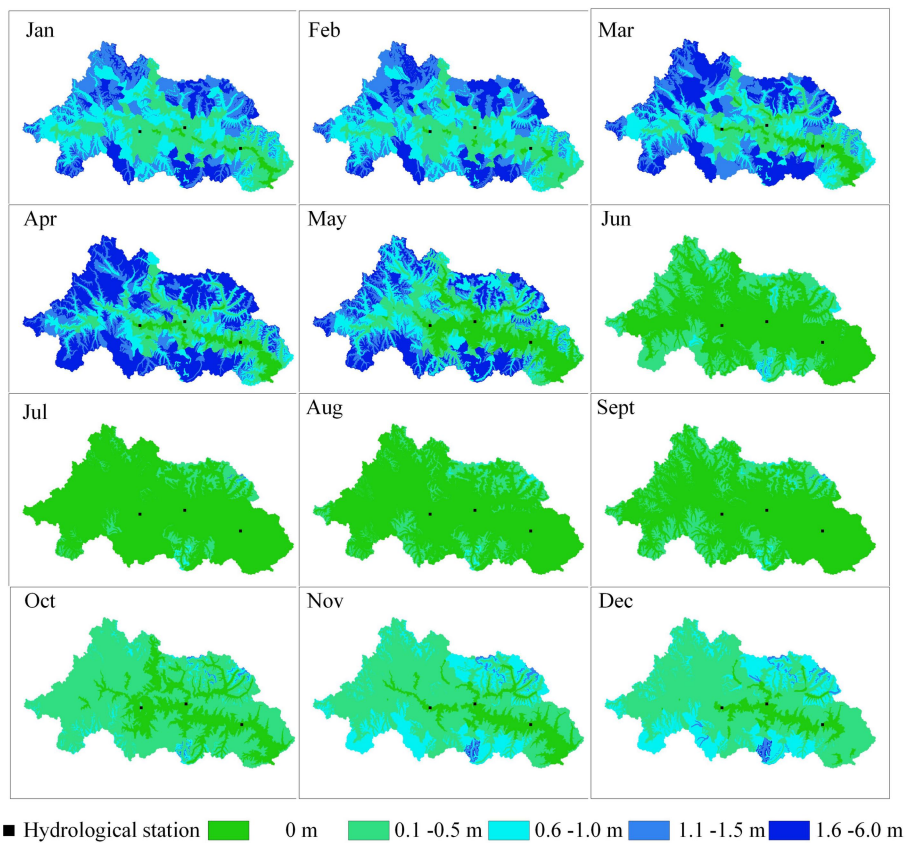 Jan
Feb
Mar
Apr
May
Jun
Jul
Aug
Sept
Oct
Nov
Dec
Hydrological station 0 m 0.1 -0.5 m 0.6 -1.0 m 1.1 -1.5 m 1.6 -6.0 m